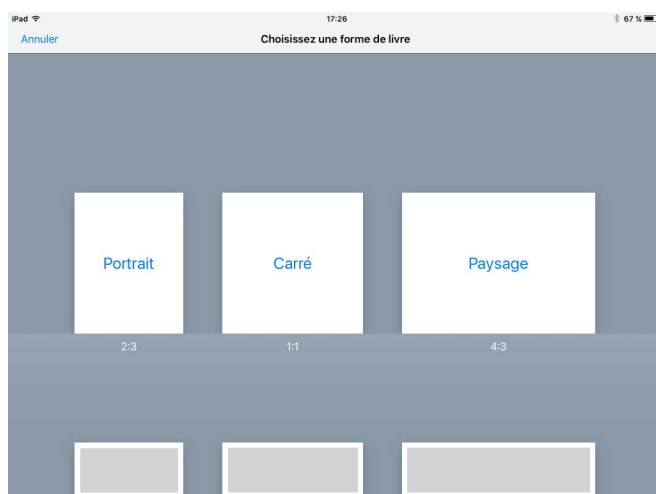 iPad 17:26 67 %
Annuler Choisissez une forme de livre
Portrait Carré Paysage
2:3 1:1 4:3